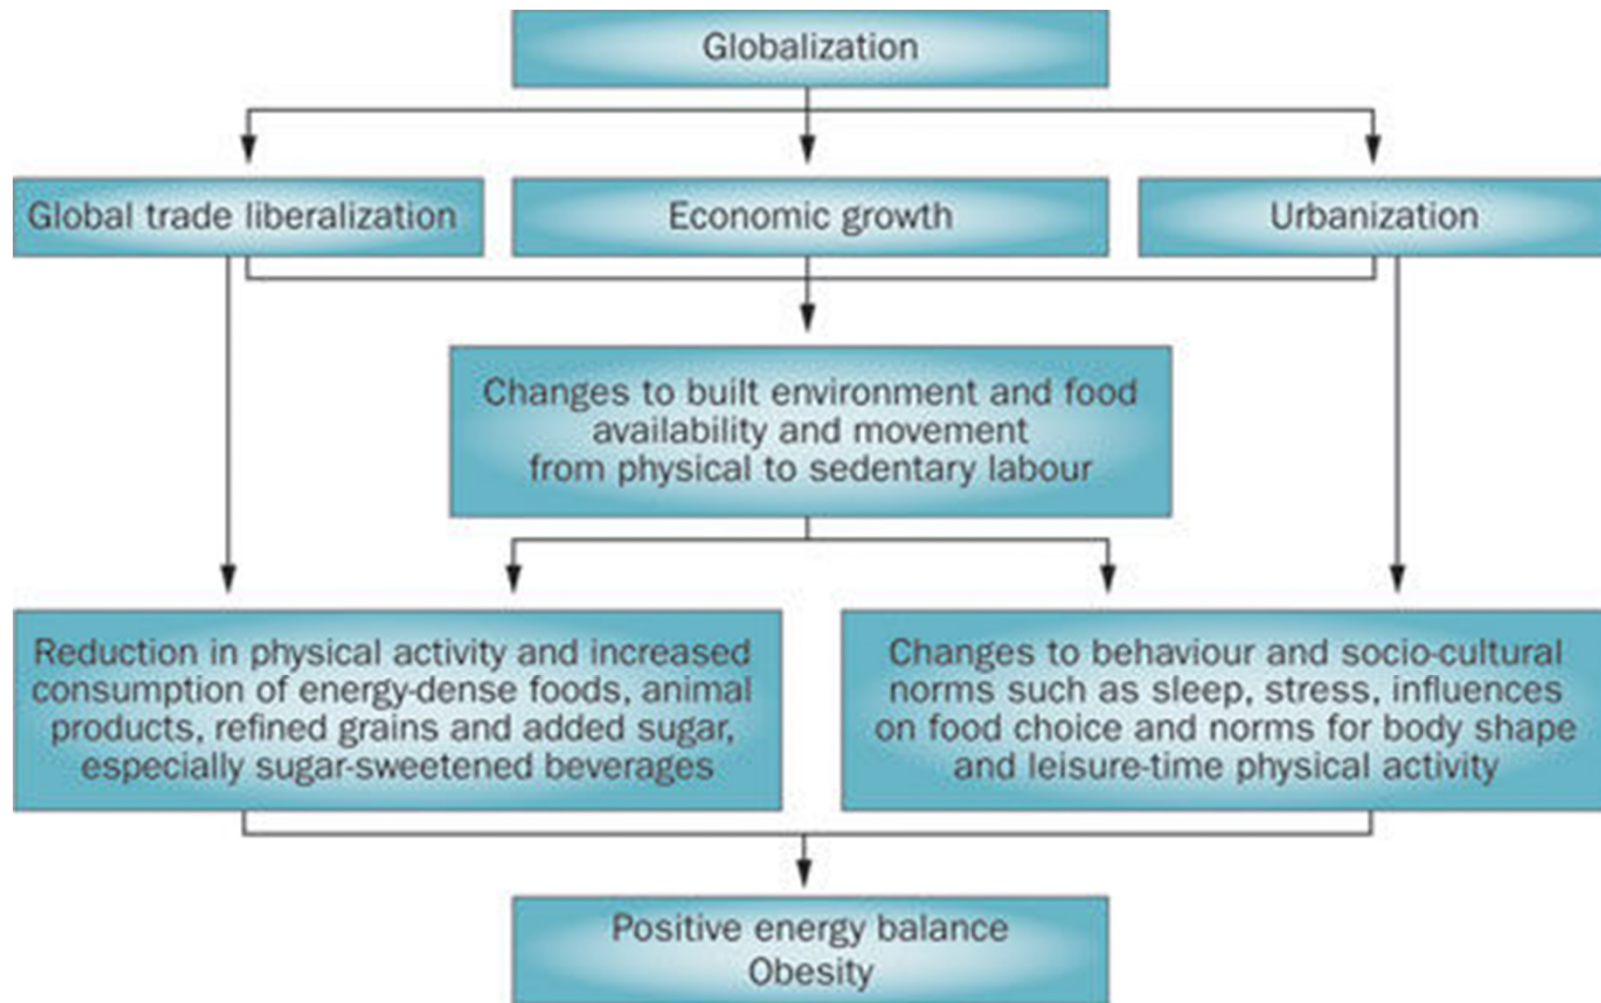 Globalization
Global trade liberalization
Economic growth
Urbanization
Changes to built environment and food
availability and movement
from physical to sedentary labour
Reduction in physical activity and increased
consumption of energy-dense foods, animal
products, refined grains and added sugar,
especially sugar-sweetened beverages
Changes to behaviour and socio-cultural
norms such as sleep, stress, influences
on food choice and norms for body shape
and leisure-time physical activity
Positive energy balance
Obesity